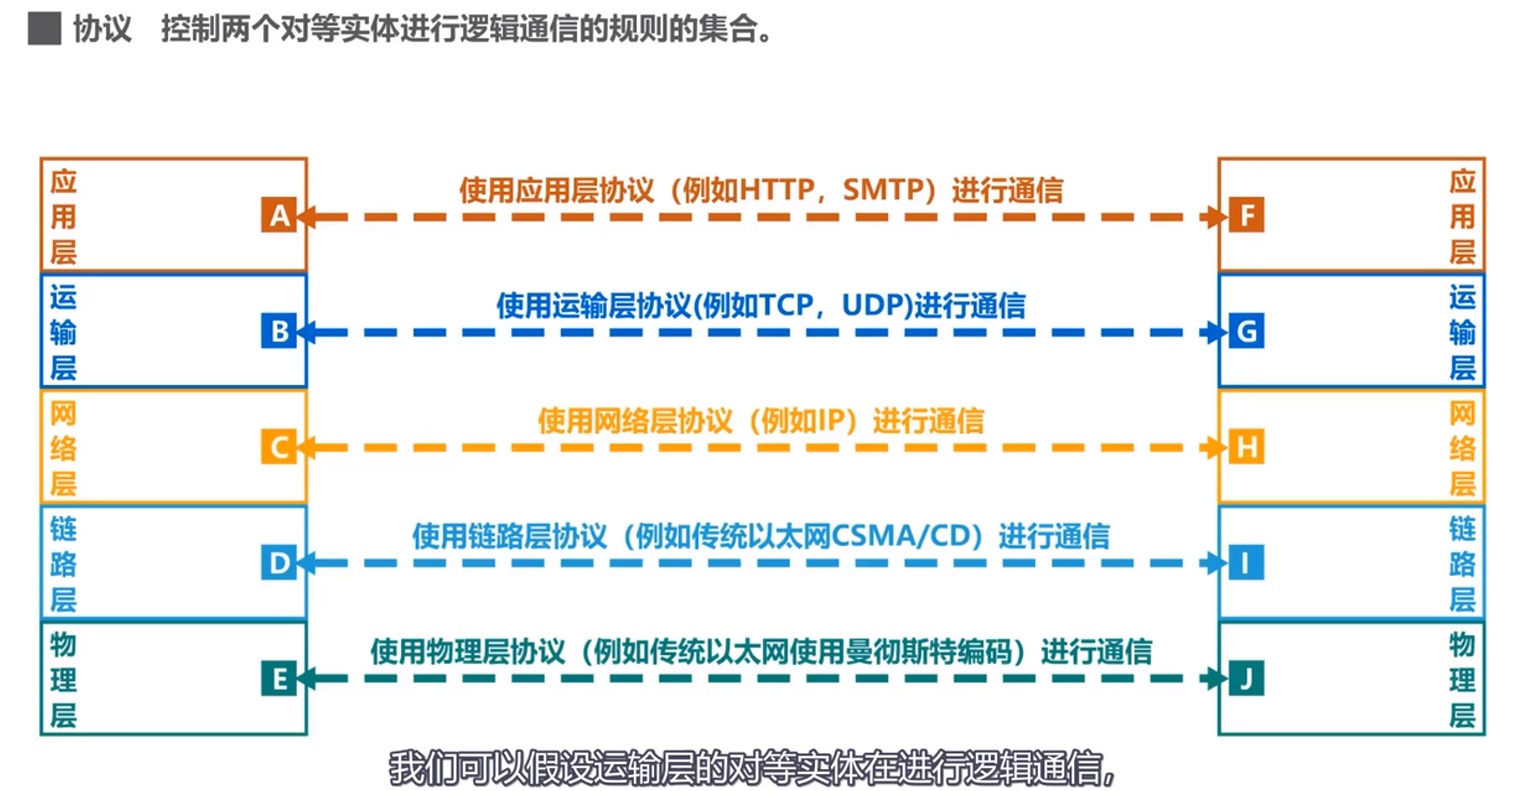 协议 控制两个对等实体进行逻辑通信的规则的集合。
应用层
A
使用应用层协议（例如HTTP，SMTP）进行通信
F
应用层
运输层
B
使用运输层协议(例如TCP，UDP)进行通信
G
运输层
网络层
C
使用网络层协议（例如IP）进行通信
H
网络层
链路层
D
使用链路层协议（例如传统以太网CSMA/CD）进行通信
I
链路层
物理层
E
使用物理层协议（例如传统以太网使用曼彻斯特编码）进行通信
J
物理层
我们可以假设运输层的对等实体在进行逻辑通信,